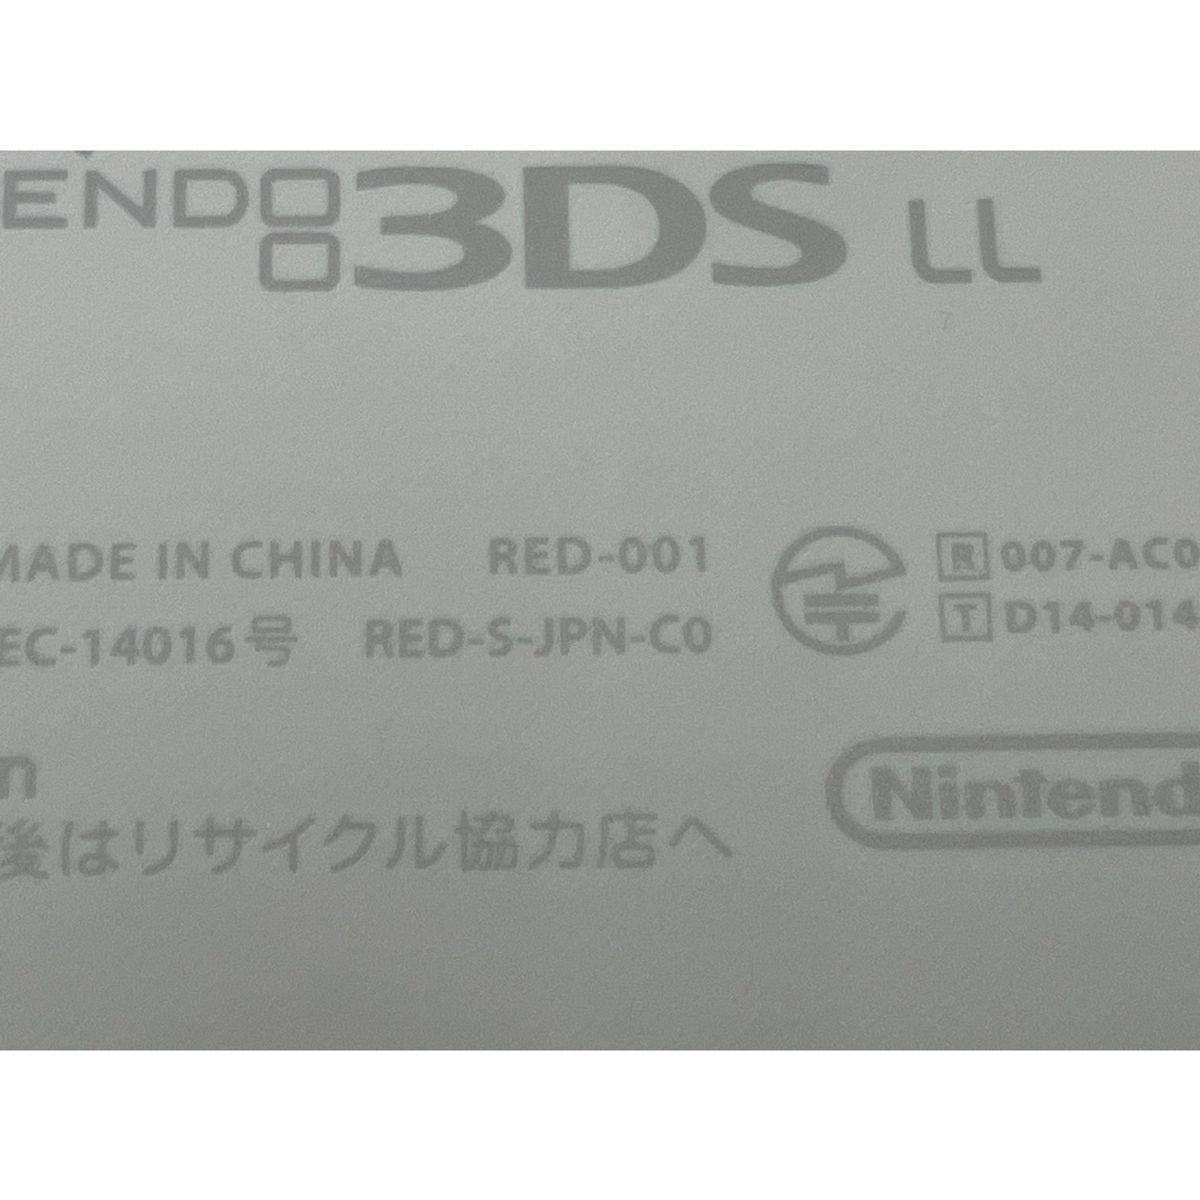 ENDO 3DS LL
MADE IN CHINA RED-001
EC-14016号 RED-S-JPN-C0
R 007-AC0
T D14-014
n
後はリサイクル協力店へ
Nintend